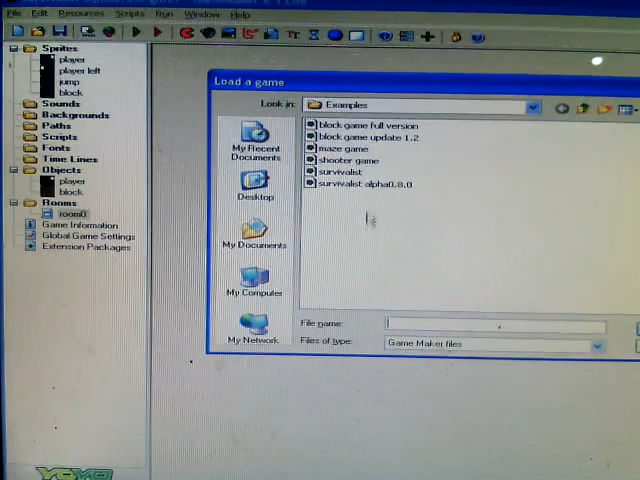 File Edit Resources Scripts Run Window Help
Sprites
player
player left
jump
block
Sounds
Backgrounds
Paths
Scripts
Fonts
Time Lines
Objects
player
block
Rooms
room0
Game Information
Global Game Settings
Extension Packages
Load a game
Look in: Examples
My Recent Documents
Desktop
My Documents
My Computer
My Network
block game full version
block game update 1.2
maze game
shooter game
survivalist
survivalist alpha0.8.0
File name:
Files of type: Game Maker files
YOYO